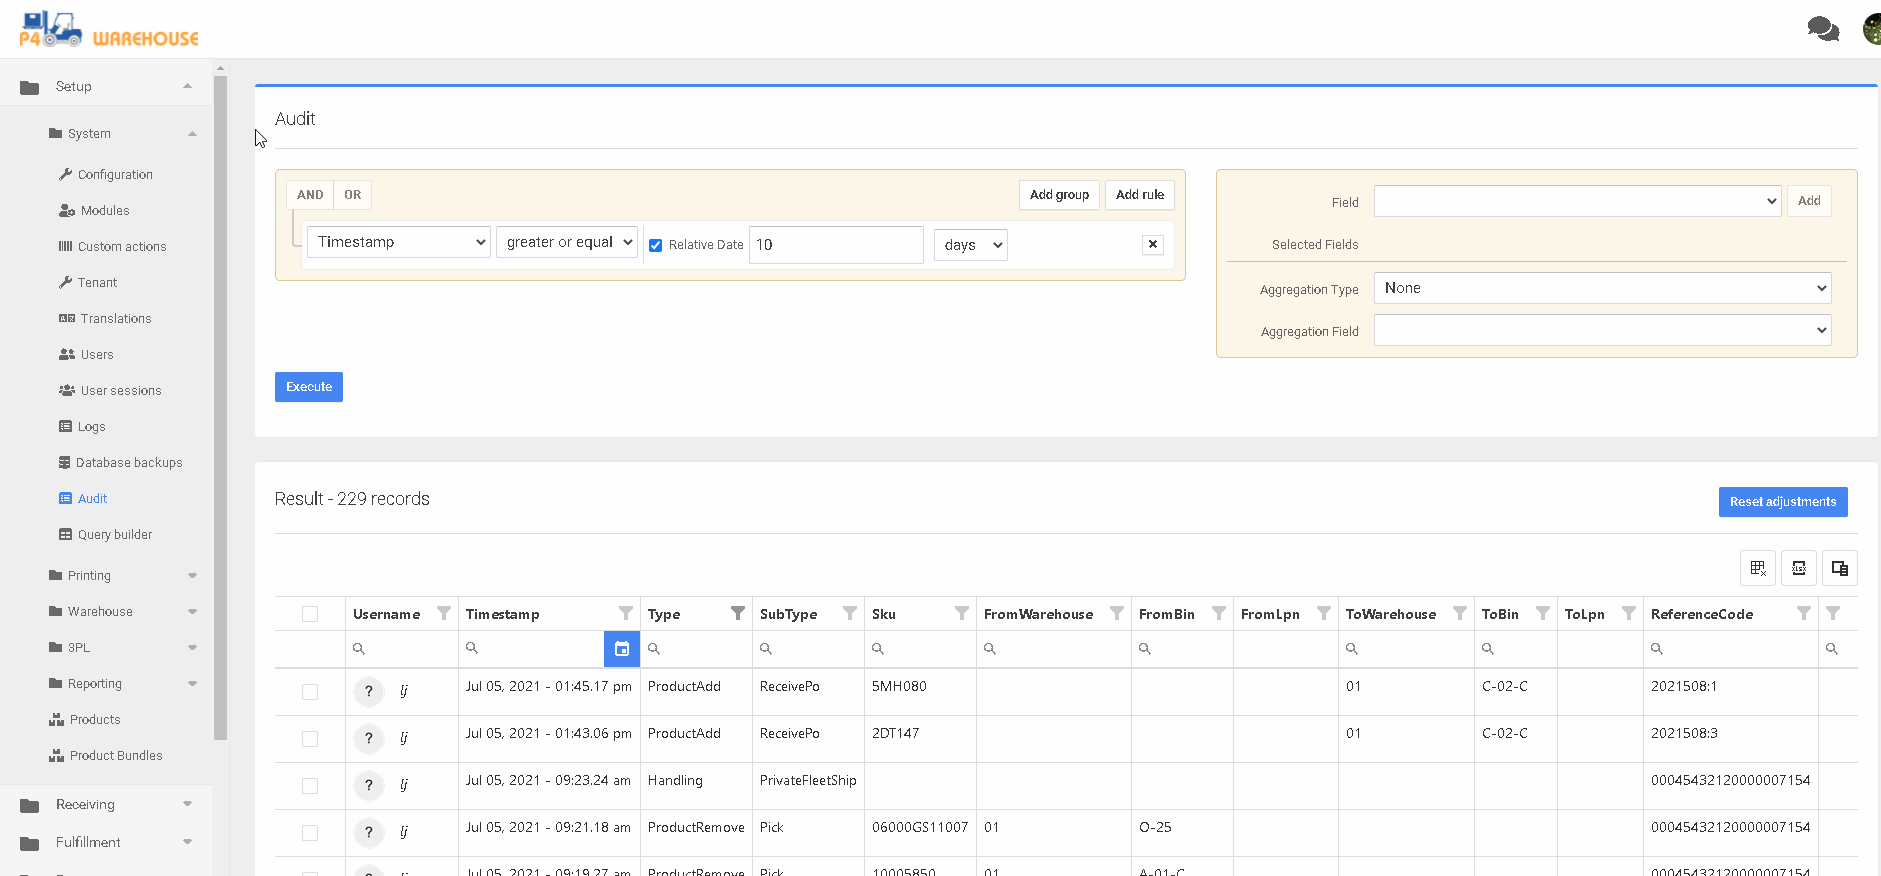 P4 WAREHOUSE
Setup
System
Configuration
Modules
Custom actions
Tenant
Translations
Users
User sessions
Logs
Database backups
Audit
Query builder
Printing
Warehouse
3PL
Reporting
Products
Product Bundles
Receiving
Fulfillment
Audit
AND OR Add group Add rule
Timestamp greater or equal Relative Date 10 days
Field Add
Selected Fields
Aggregation Type None
Aggregation Field
Execute
Result - 229 records
Reset adjustments
XLSX
Username Timestamp Type SubType Sku FromWarehouse FromBin FromLpn ToWarehouse ToBin ToLpn ReferenceCode
? lj Jul 05, 2021 - 01:45.17 pm ProductAdd ReceivePo 5MH080 01 C-02-C 2021508:1
? lj Jul 05, 2021 - 01:43.06 pm ProductAdd ReceivePo 2DT147 01 C-02-C 2021508:3
? lj Jul 05, 2021 - 09:23.24 am Handling PrivateFleetShip 00045432120000007154
? lj Jul 05, 2021 - 09:21.18 am ProductRemove Pick 06000GS11007 01 O-25 00045432120000007154
? lj Jul 05, 2021 - 09:19.27 am ProductRemove Pick 10005850 01 A-01-C 00045432120000007154